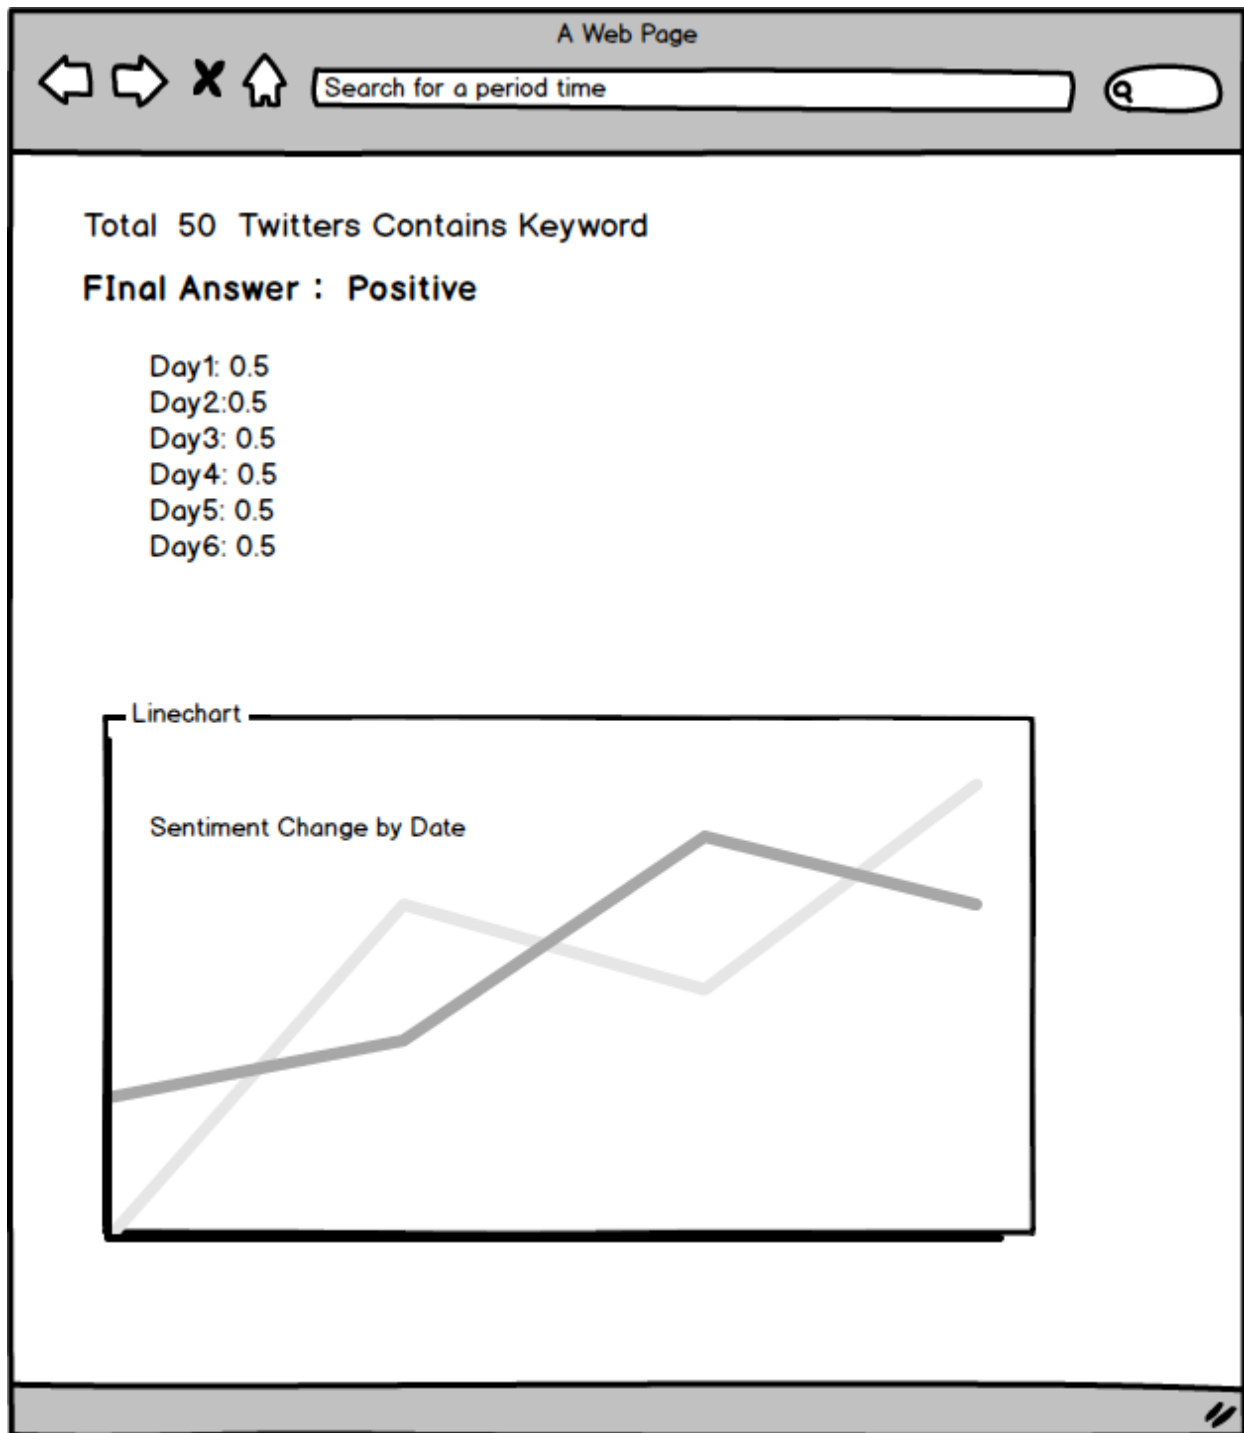 A Web Page
Search for a period time
Total 50 Twitters Contains Keyword
FInal Answer : Positive
Day1: 0.5
Day2:0.5
Day3: 0.5
Day4: 0.5
Day5: 0.5
Day6: 0.5
Linechart
Sentiment Change by Date